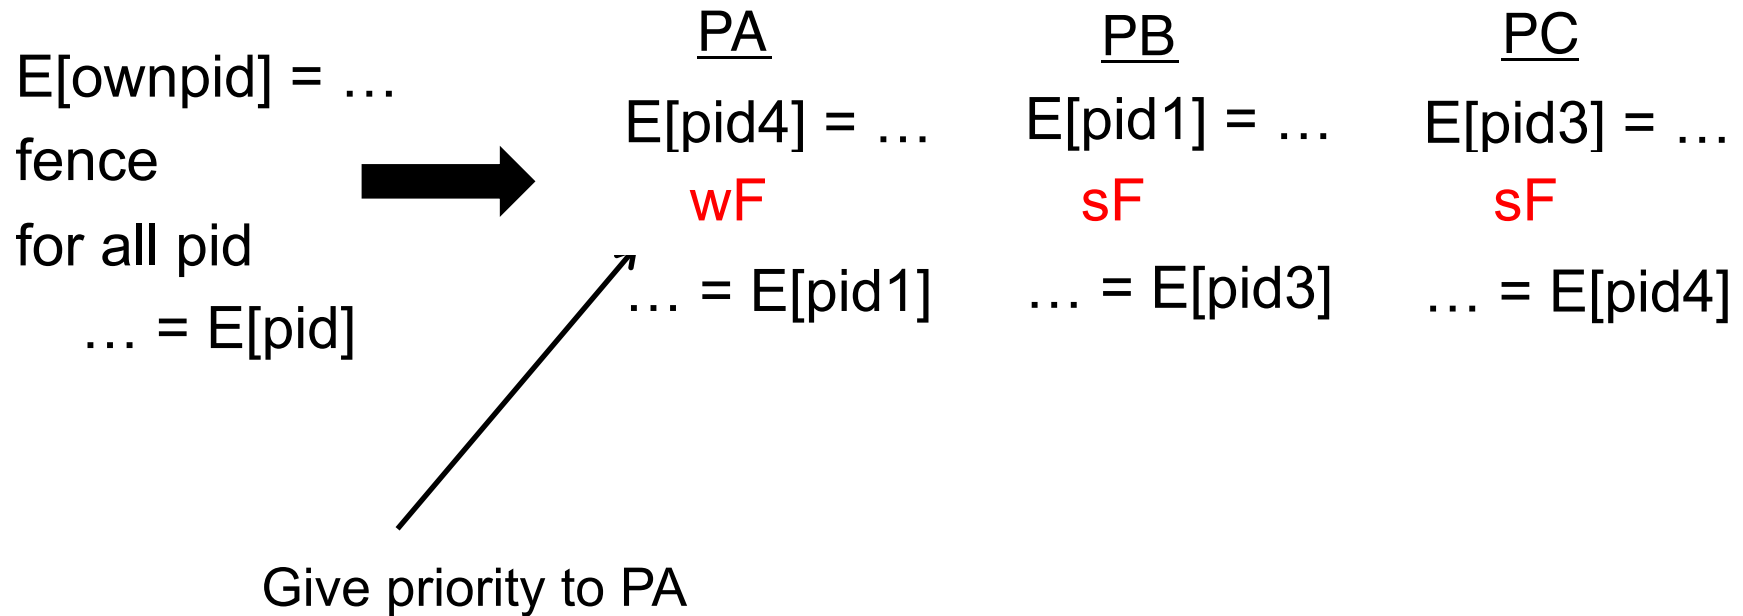 E[ownpid] = …
fence
for all pid
… = E[pid]
PA
E[pid4] = …
wF
… = E[pid1]
PB
E[pid1] = …
sF
… = E[pid3]
PC
E[pid3] = …
sF
… = E[pid4]
Give priority to PA